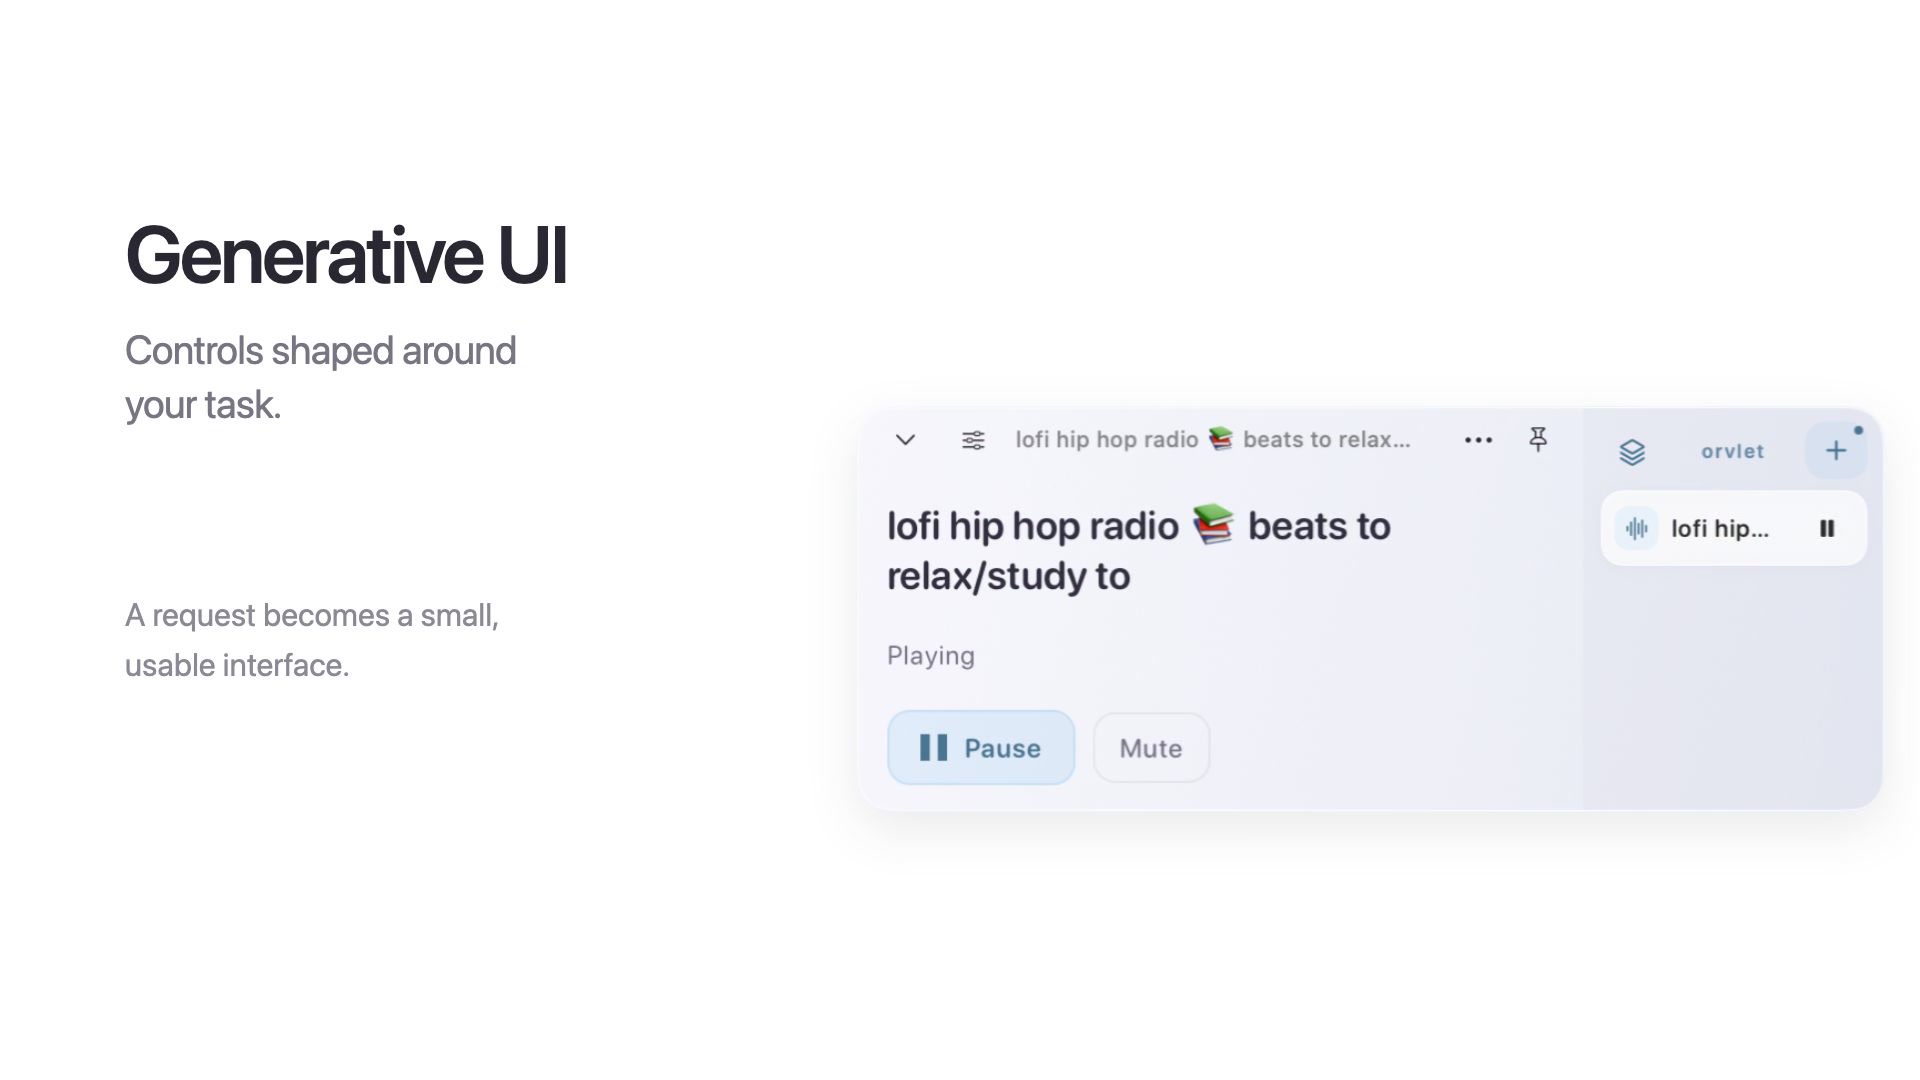 Generative UI
Controls shaped around
your task.
A request becomes a small,
usable interface.
lofi hip hop radio 📚 beats to relax...
lofi hip hop radio 📚 beats to
relax/study to
Playing
Pause
Mute
orvlet
lofi hip...